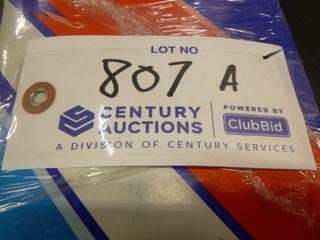 LOT NO
807 A
CENTURY AUCTIONS
POWERED BY
ClubBid
A DIVISION OF CENTURY SERVICES